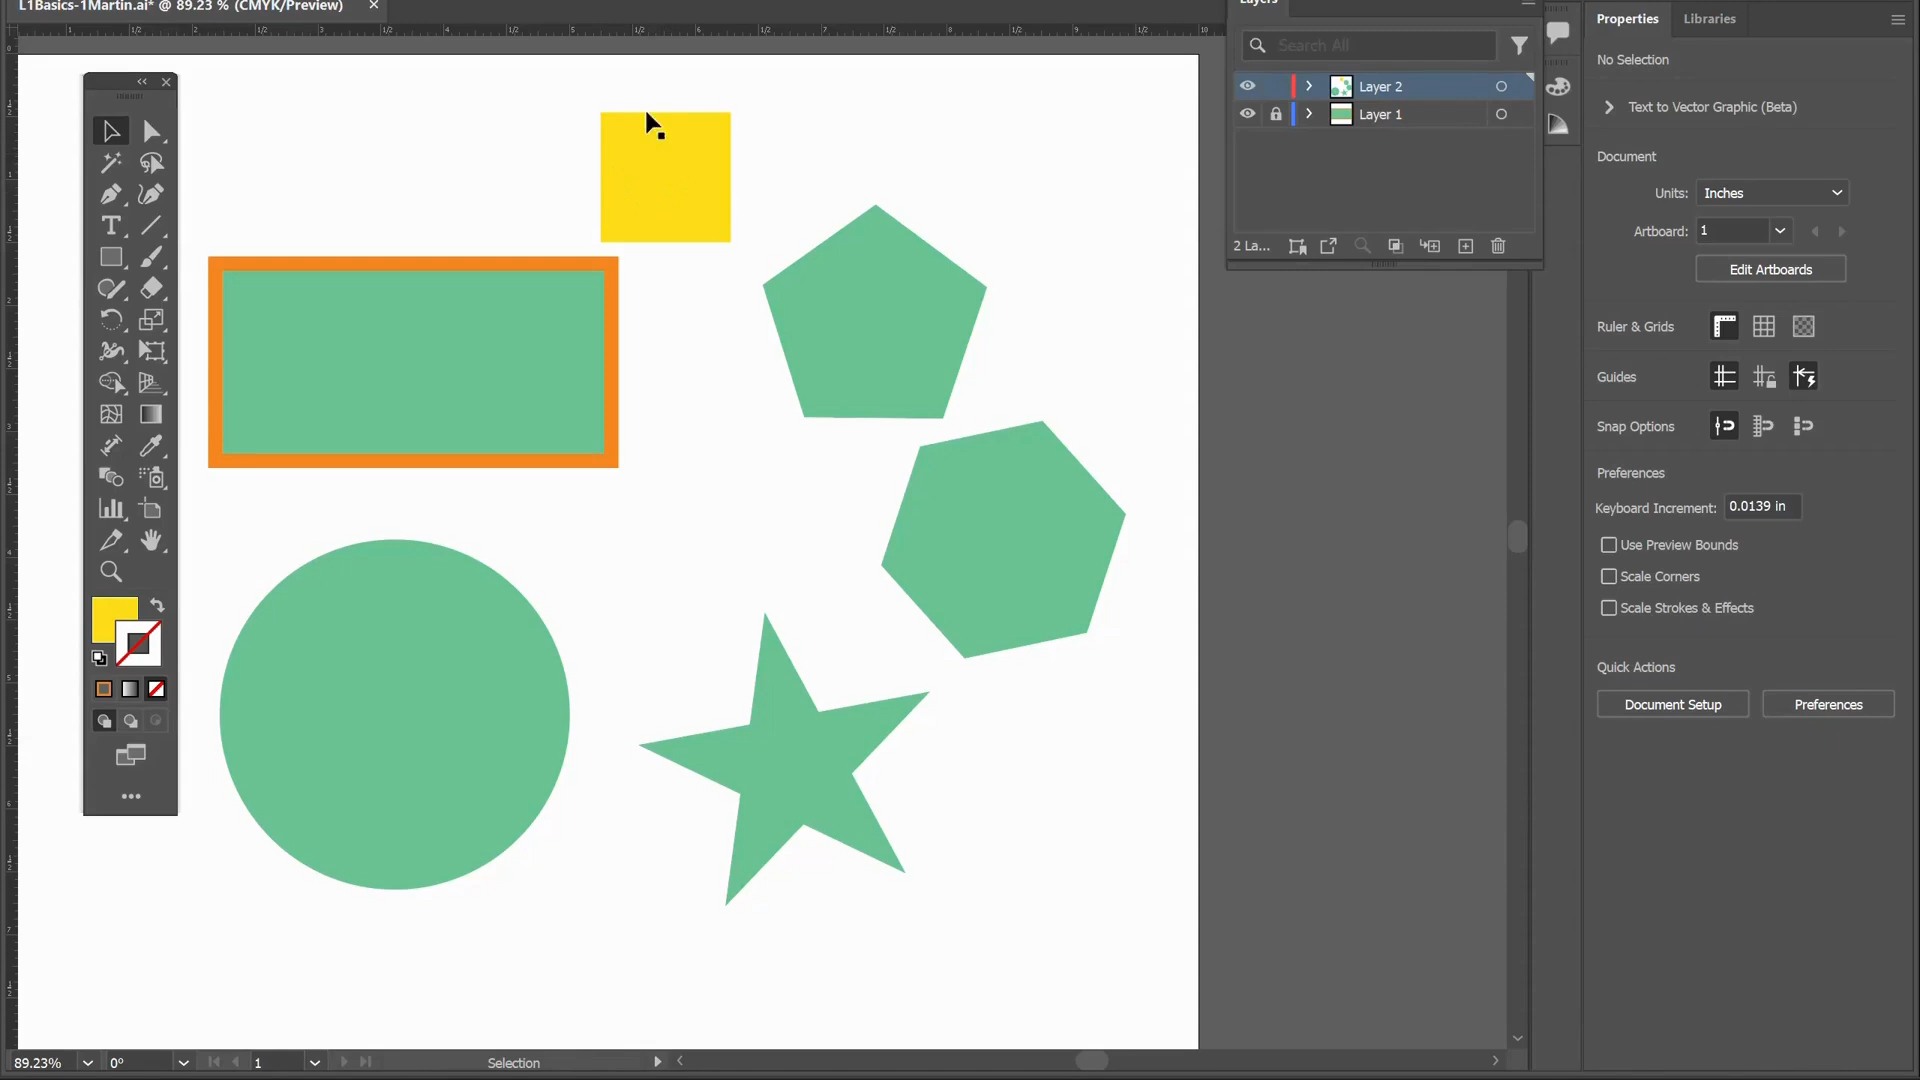 L1Basics-1Martin.ai* @ 89.23 % (CMYK/Preview)
Layers
Search All
Layer 2
Layer 1
2 La...
Properties
Libraries
No Selection
Text to Vector Graphic (Beta)
Document
Units: Inches
Artboard: 1
Edit Artboards
Ruler & Grids
Guides
Snap Options
Preferences
Keyboard Increment: 0.0139 in
Use Preview Bounds
Scale Corners
Scale Strokes & Effects
Quick Actions
Document Setup
Preferences
89.23%
0°
1
Selection